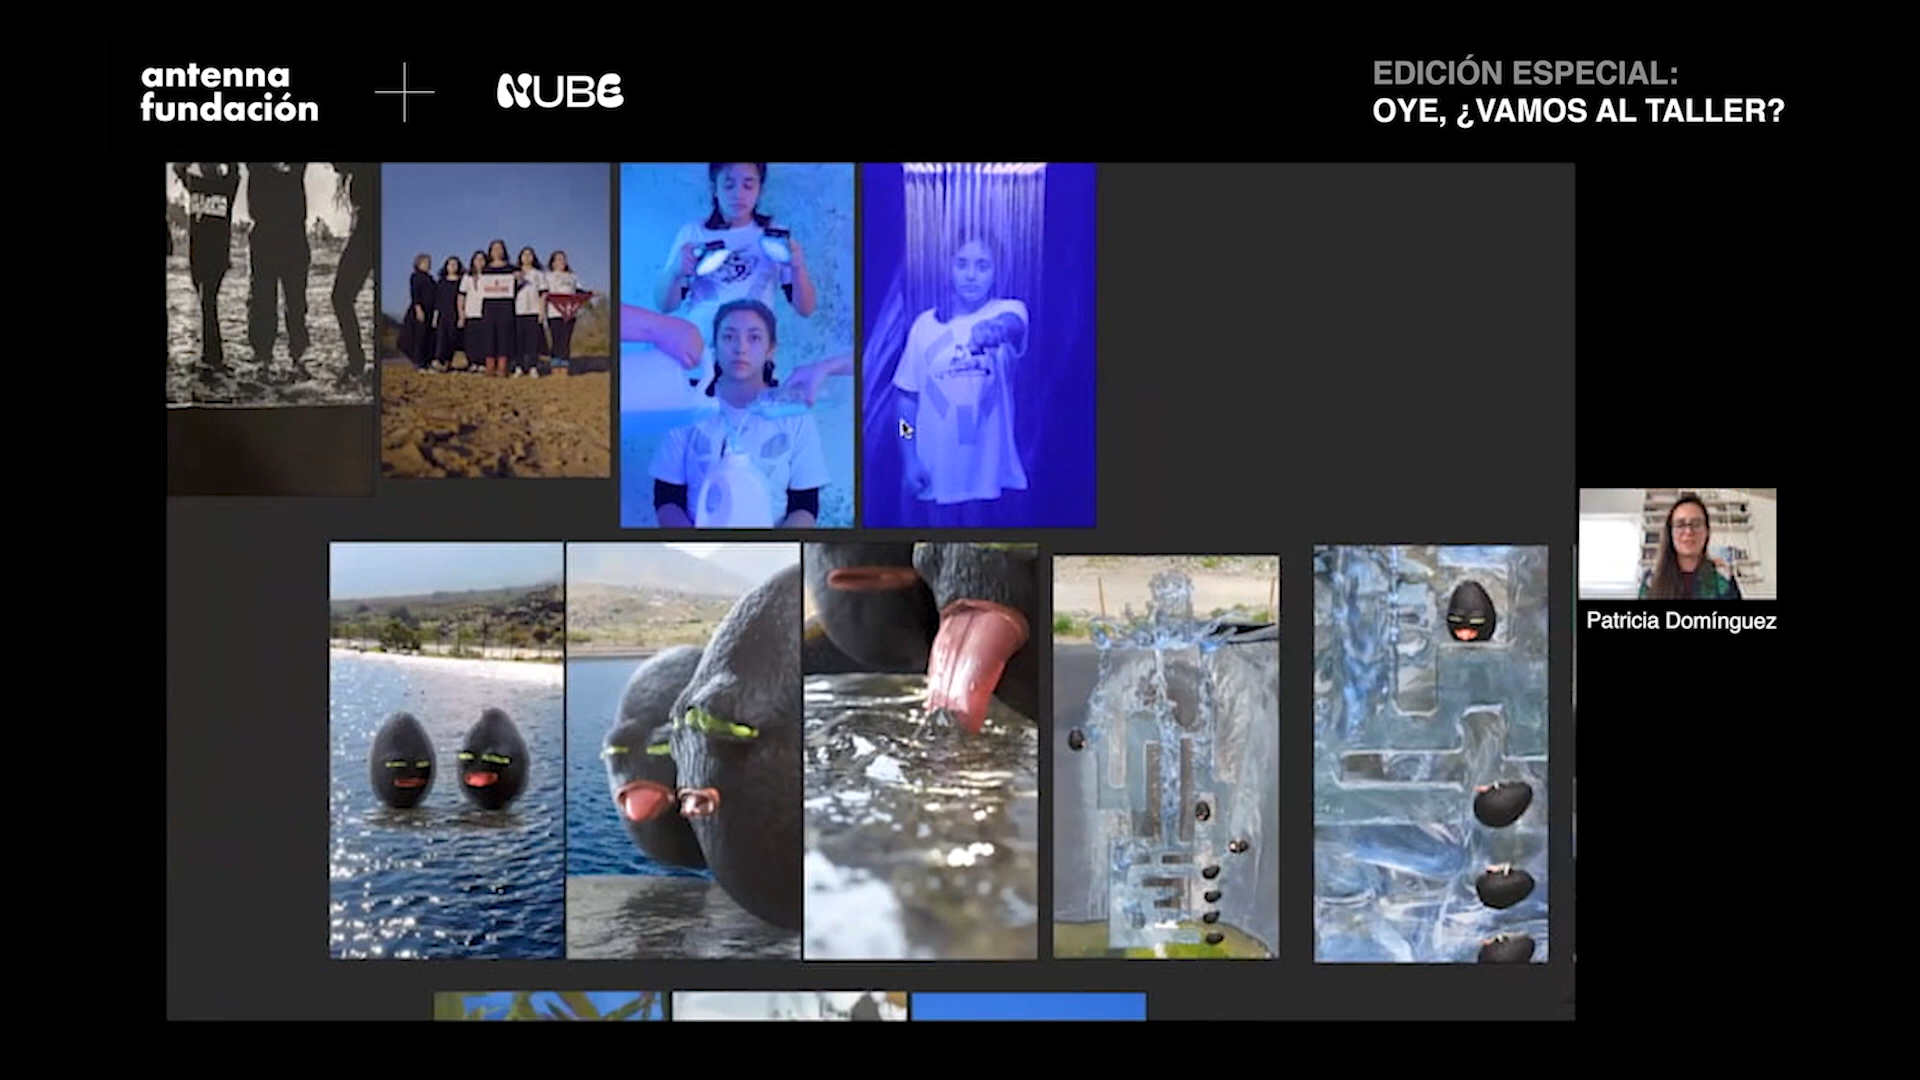 antenna
fundación
NUBE
EDICIÓN ESPECIAL:
OYE, ¿VAMOS AL TALLER?
Patricia Domínguez